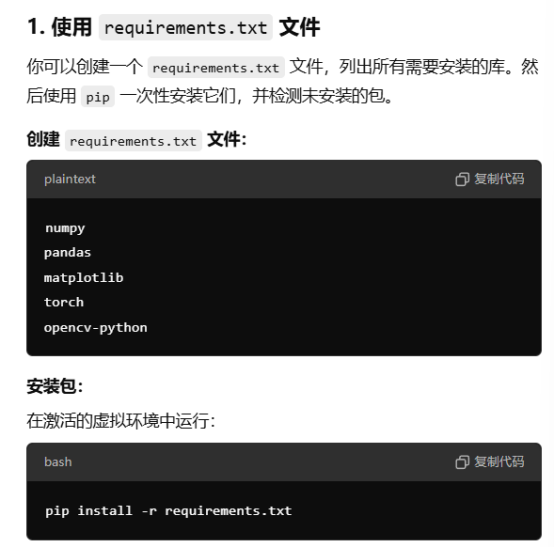 1. 使用 requirements.txt 文件
你可以创建一个 requirements.txt 文件，列出所有需要安装的库。然
后使用 pip 一次性安装它们，并检测未安装的包。
创建 requirements.txt 文件：
plaintext 复制代码
numpy
pandas
matplotlib
torch
opencv-python
安装包：
在激活的虚拟环境中运行：
bash 复制代码
pip install -r requirements.txt